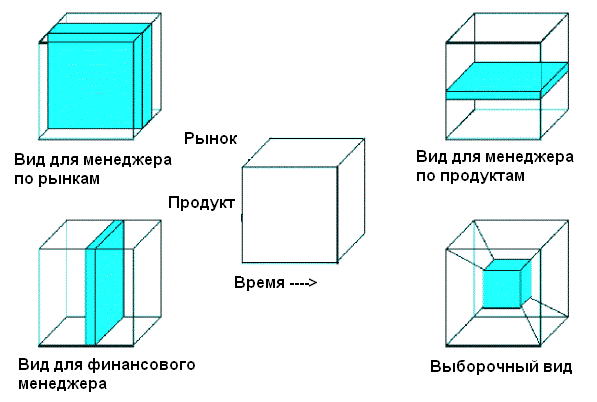 Вид для менеджера
по рынкам
Вид для менеджера
по продуктам
Рынок
Продукт
Время ---->
Вид для финансового
менеджера
Выборочный вид